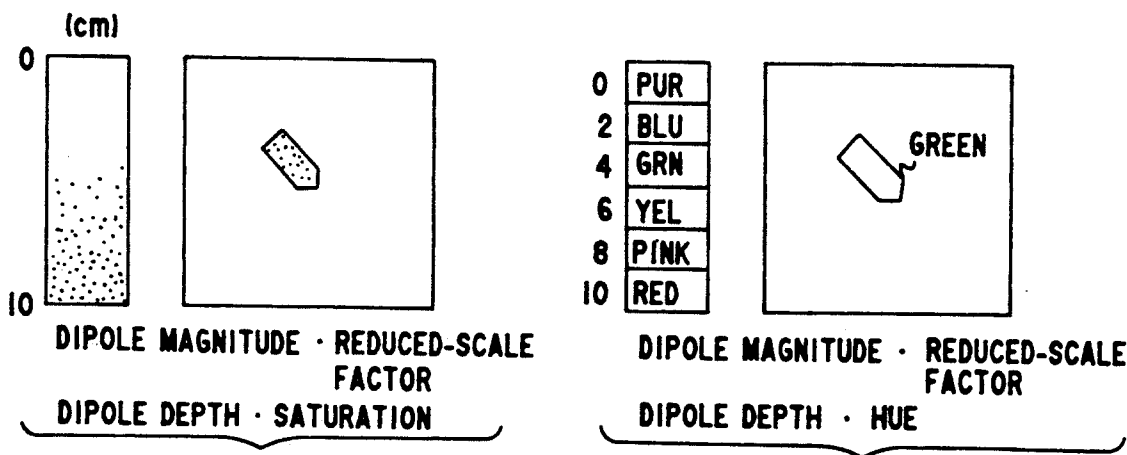 (cm)
0
10
DIPOLE MAGNITUDE · REDUCED-SCALE
FACTOR
DIPOLE DEPTH · SATURATION
0 PUR
2 BLU
4 GRN
6 YEL
8 PINK
10 RED
GREEN
DIPOLE MAGNITUDE · REDUCED-SCALE
FACTOR
DIPOLE DEPTH · HUE